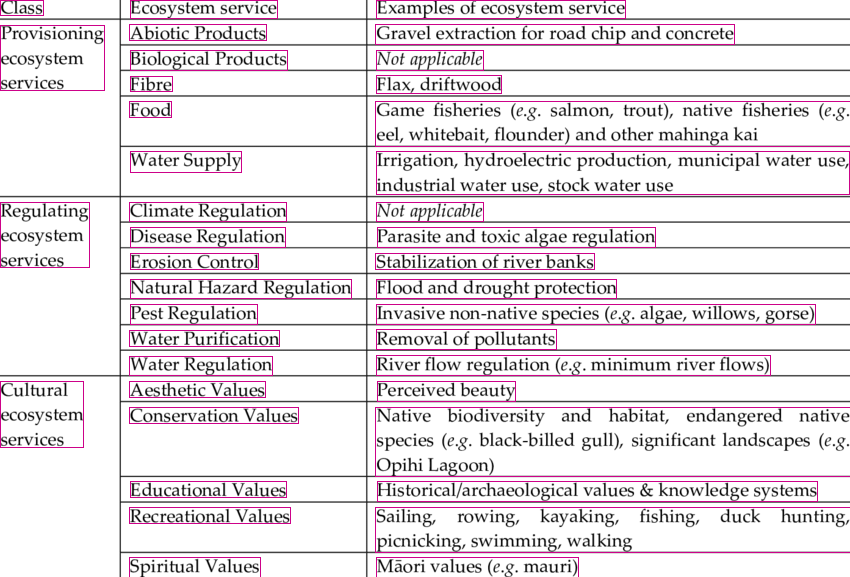 Class Ecosystem service Examples of ecosystem service
Provisioning Abiotic Products Gravel extraction for road chip and concrete
ecosystem Biological Products Not applicable
services Fibre Flax, driftwood
Food Game fisheries (e.g. salmon, trout), native fisheries (e.g.
eel, whitebait, flounder) and other mahinga kai
Water Supply Irrigation, hydroelectric production, municipal water use,
industrial water use, stock water use
Regulating Climate Regulation Not applicable
ecosystem Disease Regulation Parasite and toxic algae regulation
services Erosion Control Stabilization of river banks
Natural Hazard Regulation Flood and drought protection
Pest Regulation Invasive non-native species (e.g. algae, willows, gorse)
Water Purification Removal of pollutants
Water Regulation River flow regulation (e.g. minimum river flows)
Cultural Aesthetic Values Perceived beauty
ecosystem Conservation Values Native biodiversity and habitat, endangered native
services species (e.g. black-billed gull), significant landscapes (e.g.
Opihi Lagoon)
Educational Values Historical/archaeological values & knowledge systems
Recreational Values Sailing, rowing, kayaking, fishing, duck hunting,
picnicking, swimming, walking
Spiritual Values Māori values (e.g. mauri)